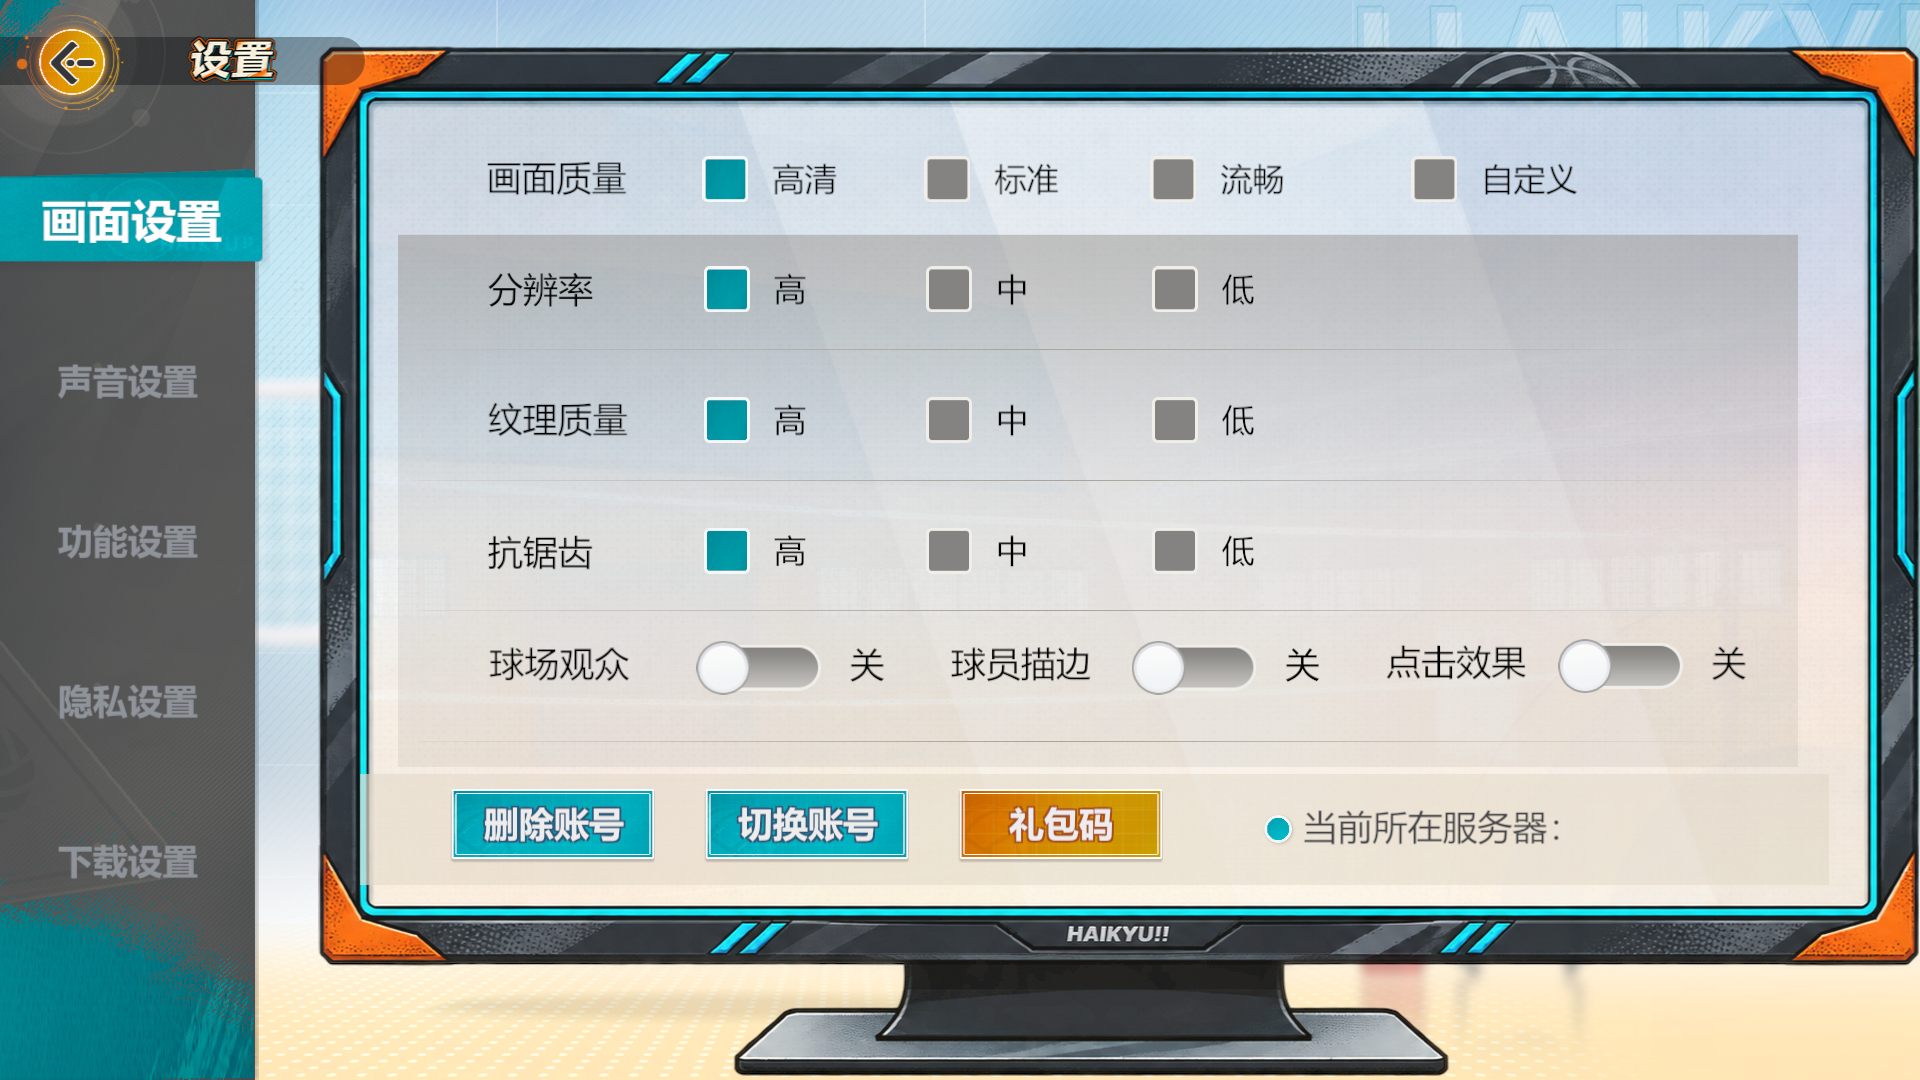 设置
画面设置
声音设置
功能设置
隐私设置
下载设置
画面质量 高清 标准 流畅 自定义
分辨率 高 中 低
纹理质量 高 中 低
抗锯齿 高 中 低
球场观众 关 球员描边 关 点击效果 关
删除账号 切换账号 礼包码 当前所在服务器：
HAIKYU!!